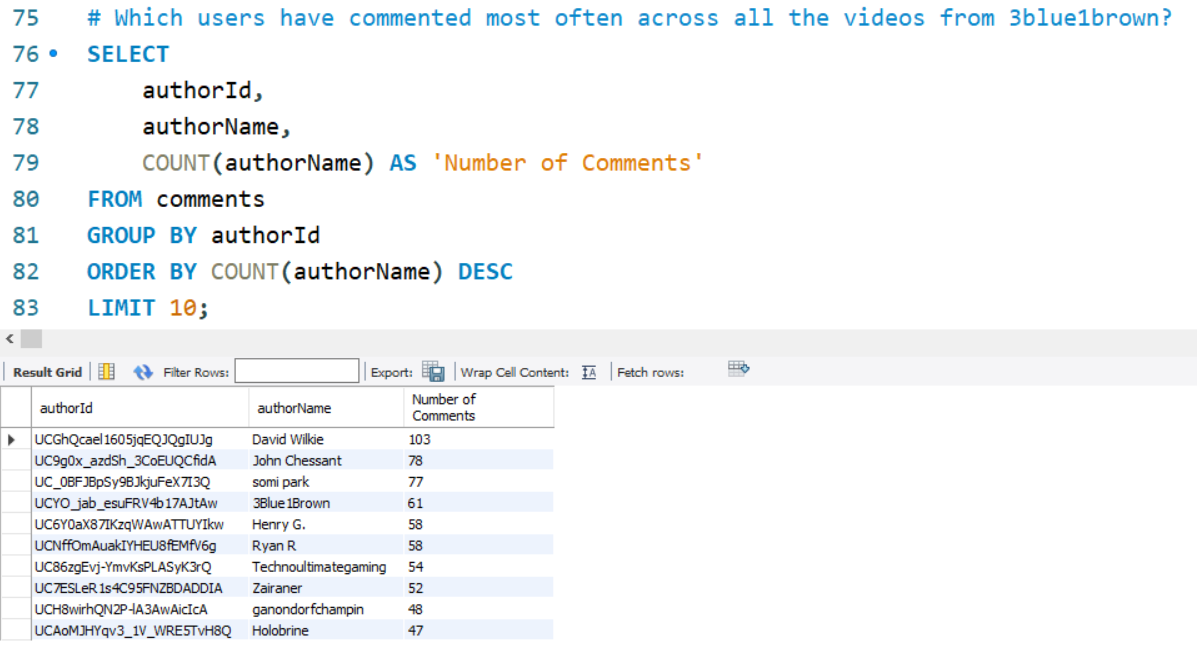 75 # Which users have commented most often across all the videos from 3blue1brown?
76 SELECT
77 authorId,
78 authorName,
79 COUNT(authorName) AS 'Number of Comments'
80 FROM comments
81 GROUP BY authorId
82 ORDER BY COUNT(authorName) DESC
83 LIMIT 10;
Result Grid Filter Rows: Export: Wrap Cell Content: Fetch rows:
authorId authorName Number of Comments
UCGhQcael1605jqEQJQgIUJg David Wilkie 103
UC9g0x_azdSh_3CoEUQCfidA John Chessant 78
UC_0BFJBpSy9BJkjuFeX7I3Q somi park 77
UCYO_jab_esuFRV4b17AJtAw 3Blue1Brown 61
UC6Y0aX87IKzqWAwATTUYIkw Henry G. 58
UCNffOmAuakIYHEU8fEMfV6g Ryan R 58
UC86zgEvj-YmvKsPLASyK3rQ Technoultimategaming 54
UC7ESLeR1s4C95FNZBDADDIA Zairaner 52
UCH8wirhQN2P-lA3AwAicIcA ganondorfchampin 48
UCAoMJHYqv3_1V_WRE5TvH8Q Holobrine 47